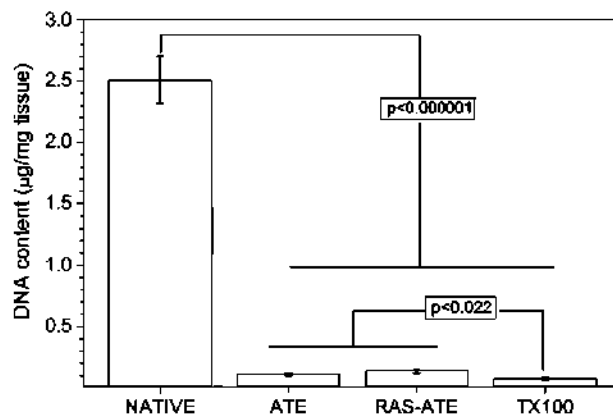 3.0
2.5
2.0
1.5
1.0
0.5
DNA content (µg/mg tissue)
p<0.000001
p<0.022
NATIVE ATE RAS-ATE TX100